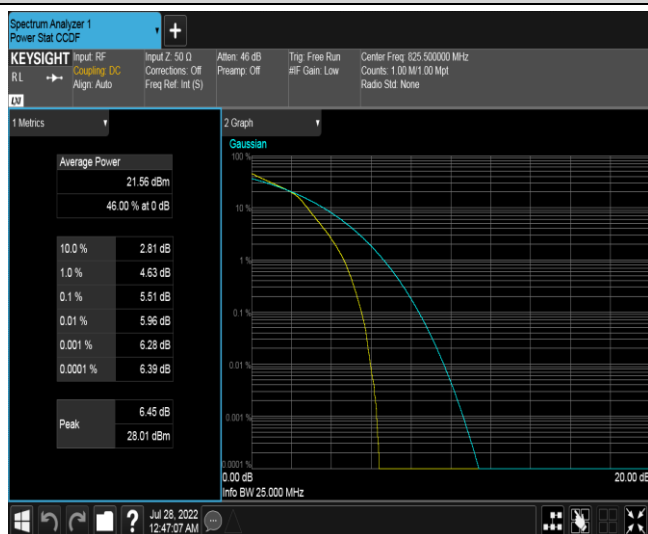 Spectrum Analyzer 1
Power Stat CCDF
KEYSIGHT
RL
LXI
Input: RF
Coupling: DC
Align: Auto
Input Z: 50 Ω
Corrections: Off
Freq Ref: Int (S)
Atten: 46 dB
Preamp: Off
Trig: Free Run
#IF Gain: Low
Center Freq: 825.500000 MHz
Counts: 1.00 M/1.00 Mpt
Radio Std: None
1 Metrics
Average Power
21.56 dBm
46.00 % at 0 dB
10.0 % 2.81 dB
1.0 % 4.63 dB
0.1 % 5.51 dB
0.01 % 5.96 dB
0.001 % 6.28 dB
0.0001 % 6.39 dB
Peak 6.45 dB
28.01 dBm
2 Graph
Gaussian
100 %
10 %
1 %
0.1 %
0.01 %
0.001 %
0.0001 %
0.00 dB 20.00 dB
Info BW 25.000 MHz
Jul 28, 2022
12:47:07 AM